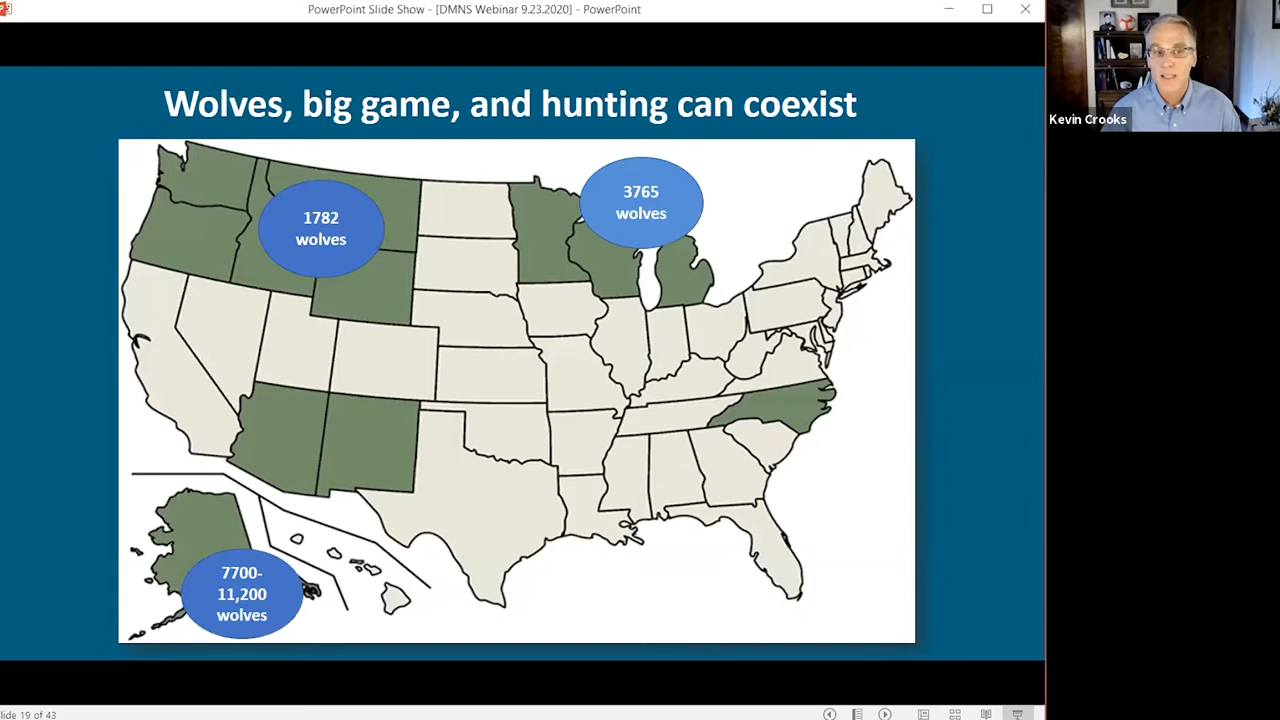 PowerPoint Slide Show - [DMNS Webinar 9.23.2020] - PowerPoint
Wolves, big game, and hunting can coexist
Kevin Crooks
3765
wolves
1782
wolves
7700-
11,200
wolves
lide 19 of 43